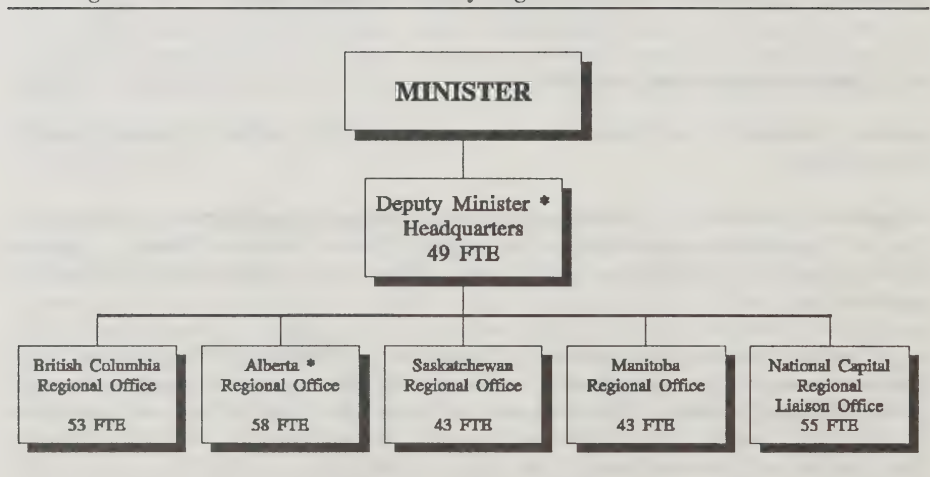 MINISTER
Deputy Minister *
Headquarters
49 FTE
British Columbia
Regional Office
53 FTE
Alberta *
Regional Office
58 FTE
Saskatchewan
Regional Office
43 FTE
Manitoba
Regional Office
43 FTE
National Capital
Regional
Liaison Office
55 FTE